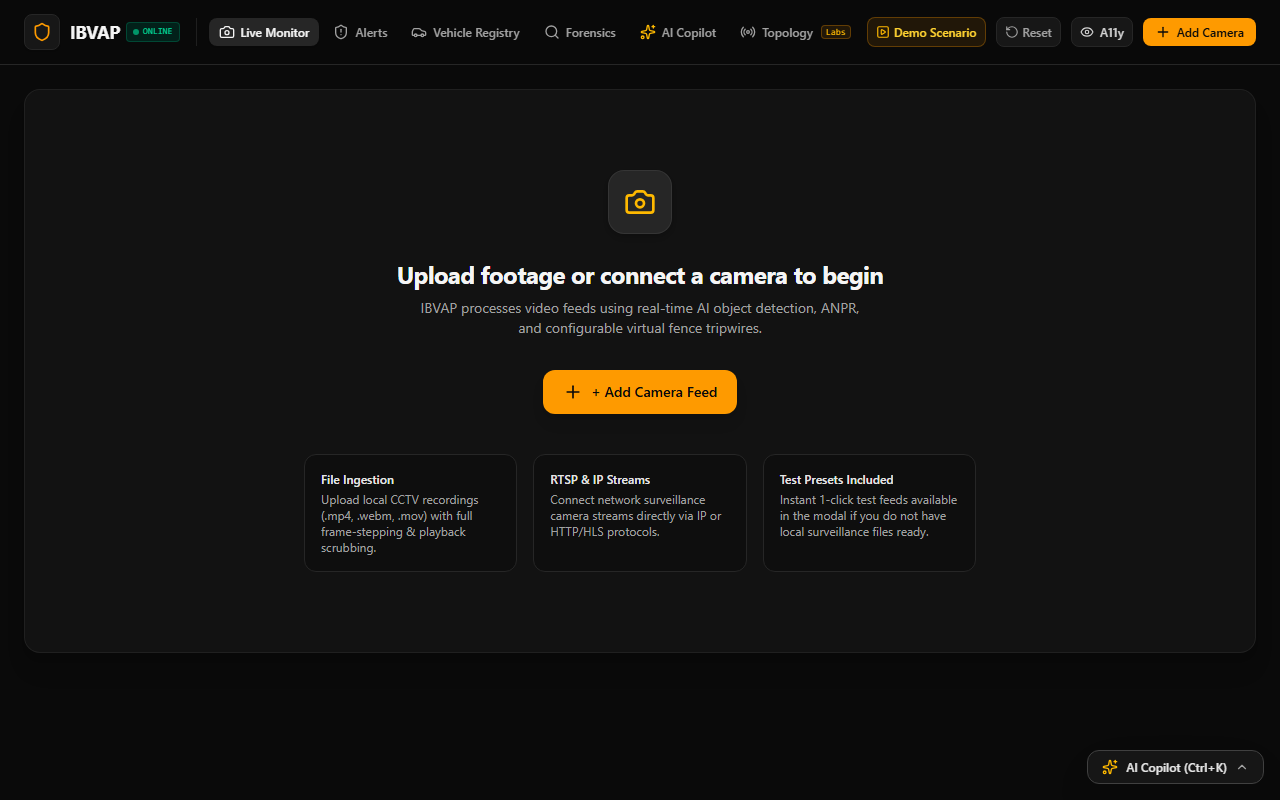 IBVAP ONLINE Live Monitor Alerts Vehicle Registry Forensics AI Copilot Topology Labs Demo Scenario Reset A11y Add Camera
Upload footage or connect a camera to begin
IBVAP processes video feeds using real-time AI object detection, ANPR,
and configurable virtual fence tripwires.
+ Add Camera Feed
File Ingestion
Upload local CCTV recordings
(.mp4, .webm, .mov) with full
frame-stepping & playback
scrubbing.
RTSP & IP Streams
Connect network surveillance
camera streams directly via IP or
HTTP/HLS protocols.
Test Presets Included
Instant 1-click test feeds available
in the modal if you do not have
local surveillance files ready.
AI Copilot (Ctrl+K)